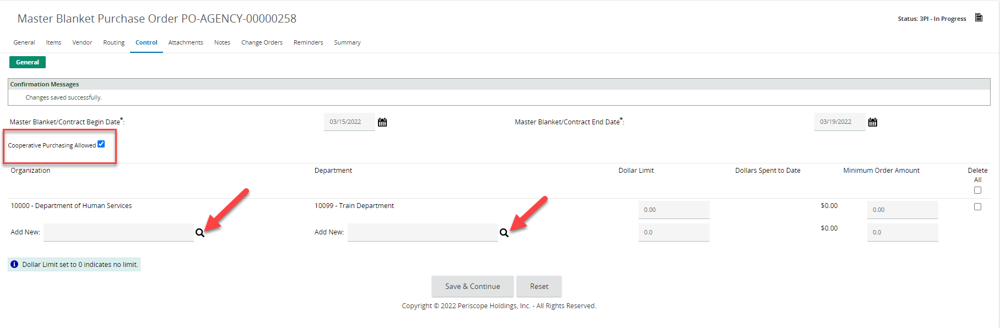 Master Blanket Purchase Order PO-AGENCY-00000258
Status: 3PI - In Progress
General Items Vendor Routing Control Attachments Notes Change Orders Reminders Summary
General
Confirmation Messages
Changes saved successfully.
Master Blanket/Contract Begin Date*: 03/15/2022 Master Blanket/Contract End Date*: 03/19/2022
Cooperative Purchasing Allowed
Organization Department Dollar Limit Dollars Spent to Date Minimum Order Amount Delete
All
10000 - Department of Human Services 10099 - Train Department 0.00 $0.00 0.00
Add New: Add New: 0.0 $0.00 0.0
Dollar Limit set to 0 indicates no limit.
Save & Continue Reset
Copyright © 2022 Periscope Holdings, Inc. - All Rights Reserved.